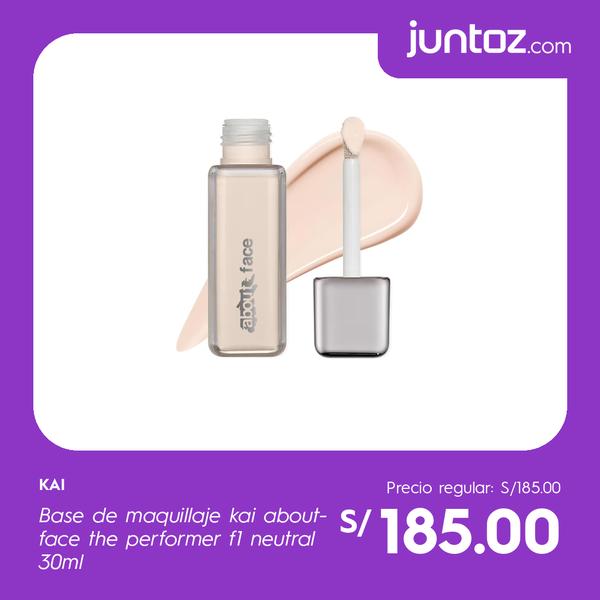 juntoz.com
about-face
KAI
Base de maquillaje kai about-
face the performer f1 neutral
30ml
Precio regular: S/185.00
S/185.00